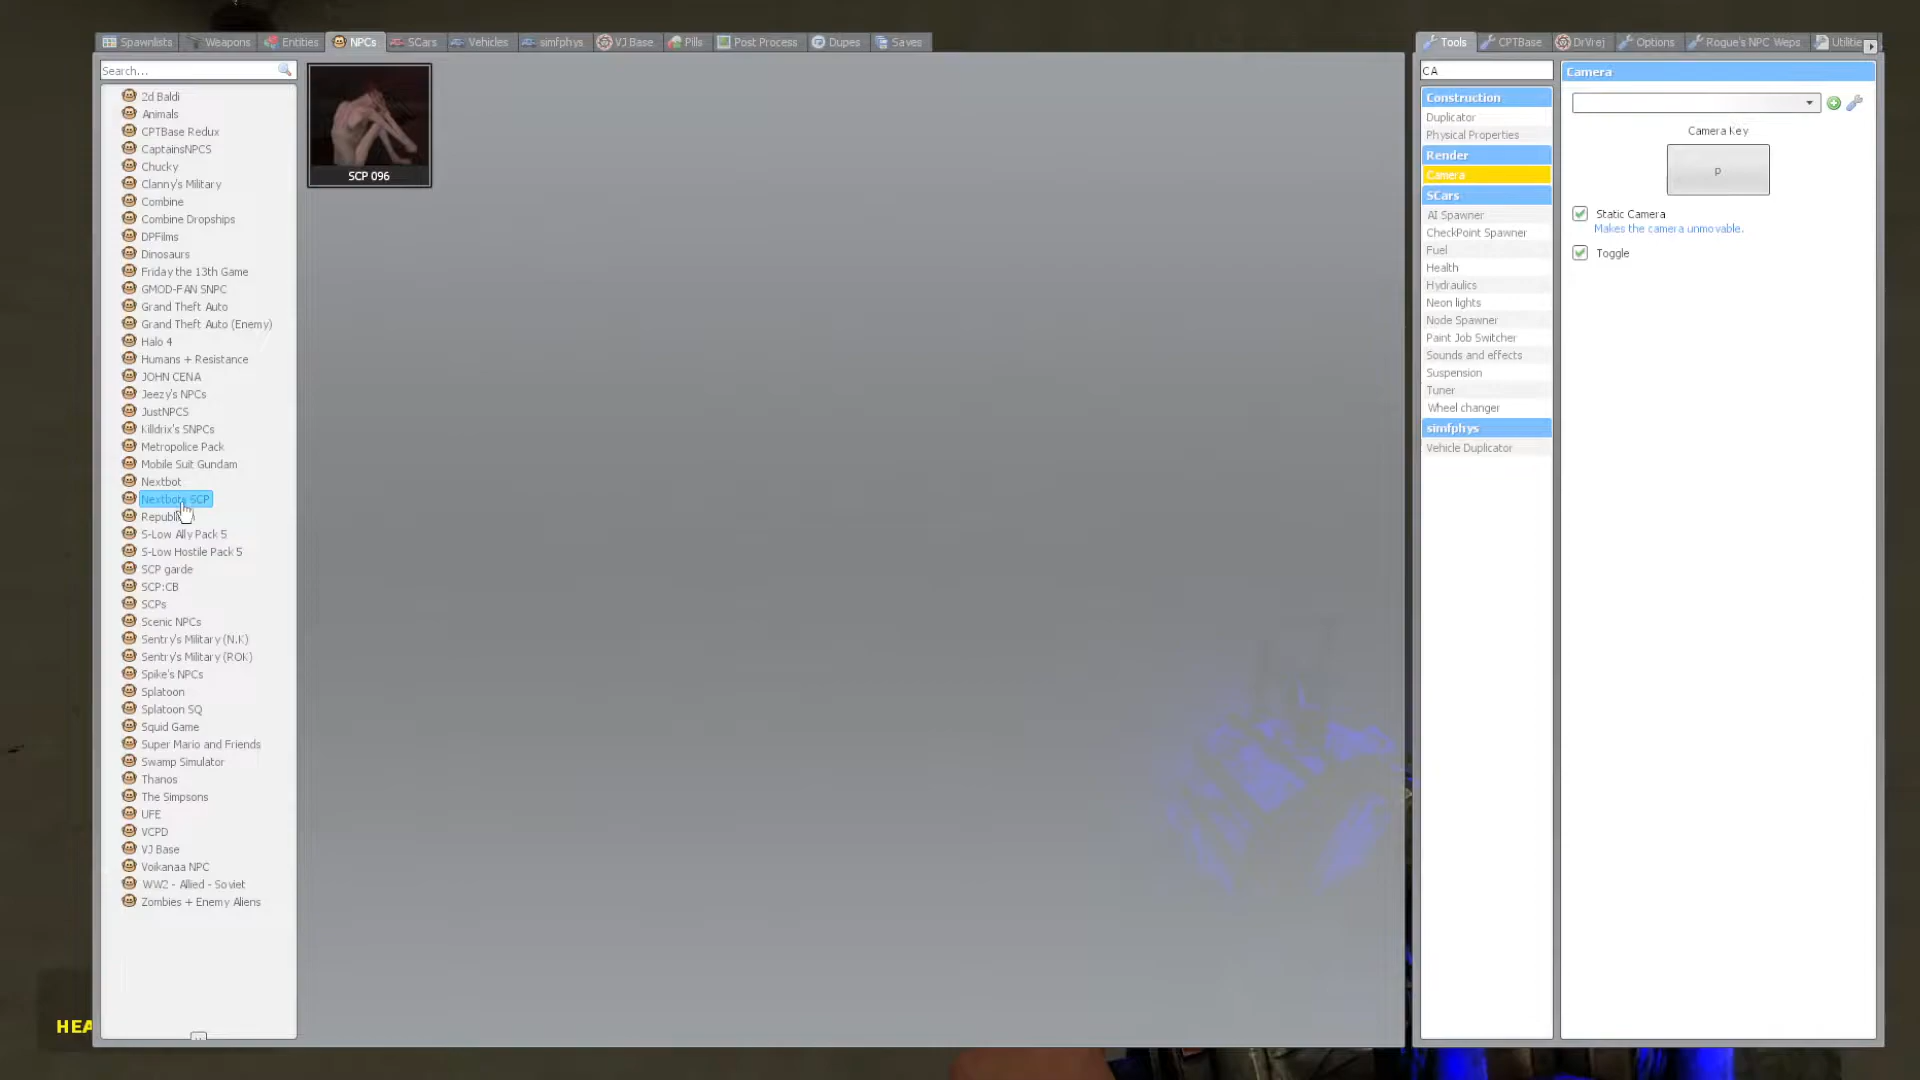 Spawnlists Weapons Entities NPCs SCars Vehicles simfphys VJ Base Pills Post Process Dupes Saves
Search...
2d Baldi
Animals
CPTBase Redux
CaptainsNPCS
Chucky
Clanny's Military
Combine
Combine Dropships
DPFilms
Dinosaurs
Friday the 13th Game
GMOD-FAN SNPC
Grand Theft Auto
Grand Theft Auto (Enemy)
Halo 4
Humans + Resistance
JOHN CENA
Jeezy's NPCs
JustNPCS
Killdrix's SNPCs
Metropolice Pack
Mobile Suit Gundam
Nextbot
Nextbots SCP
S-Low Ally Pack 5
S-Low Hostile Pack 5
SCP garde
SCP:CB
SCPs
Scenic NPCs
Sentry's Military (N.K)
Sentry's Military (ROK)
Spike's NPCs
Splatoon
Splatoon SQ
Squid Game
Super Mario and Friends
Swamp Simulator
Thanos
The Simpsons
UFE
VCPD
VJ Base
Voikanaa NPC
WW2 - Allied - Soviet
Zombies + Enemy Aliens
SCP 096
HEA
Tools CPTBase DrVrej Options Rogue's NPC Weps Utilitie
CA
Construction
Duplicator
Physical Properties
Render
Camera
SCars
AI Spawner
CheckPoint Spawner
Fuel
Health
Hydraulics
Neon lights
Node Spawner
Paint Job Switcher
Sounds and effects
Suspension
Tuner
Wheel changer
simfphys
Vehicle Duplicator
Camera
Camera Key
P
Static Camera
Makes the camera unmovable.
Toggle